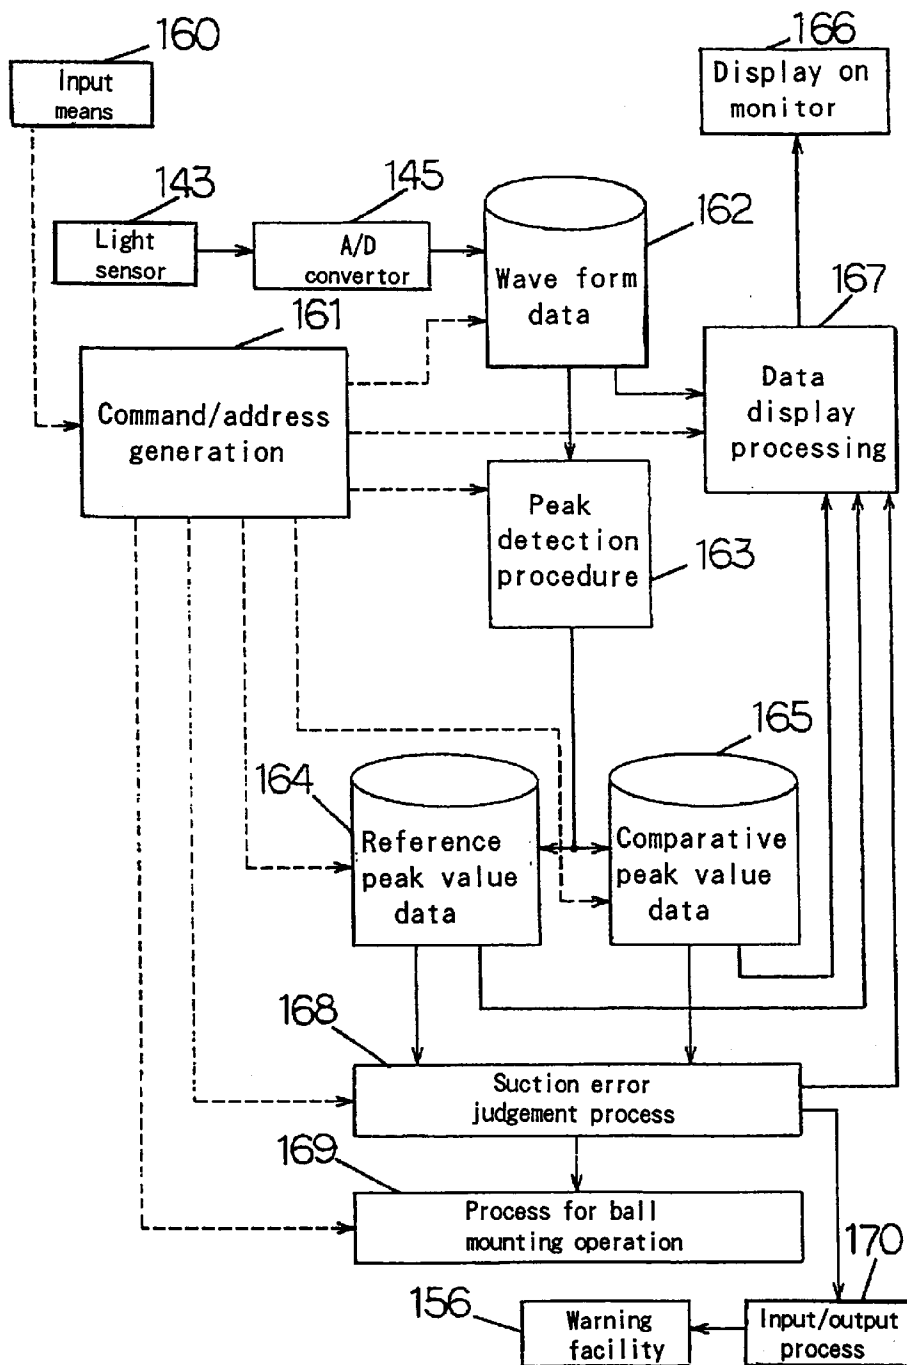 160
Input
means
166
Display on
monitor
143
Light
sensor
145
A/D
convertor
162
Wave form
data
161
Command/address
generation
167
Data
display
processing
Peak
detection
procedure
163
164
Reference
peak value
data
165
Comparative
peak value
data
168
Suction error
judgement process
169
Process for ball
mounting operation
170
Input/output
process
156
Warning
facility